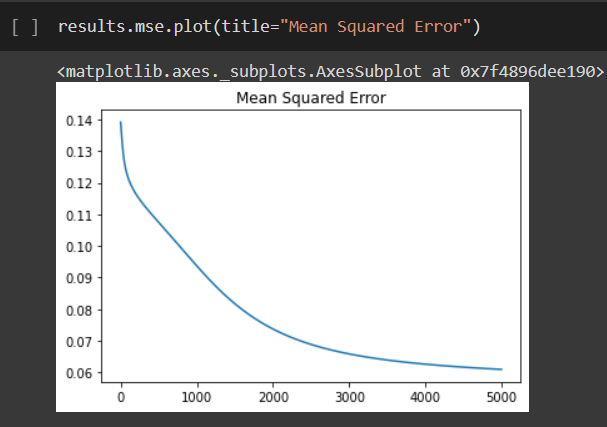 [ ] results.mse.plot(title="Mean Squared Error")
<matplotlib.axes._subplots.AxesSubplot at 0x7f4896dee190>
Mean Squared Error
0.14
0.13
0.12
0.11
0.10
0.09
0.08
0.07
0.06
0 1000 2000 3000 4000 5000